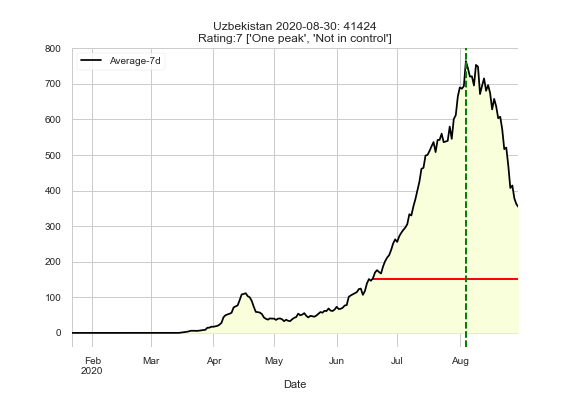 Uzbekistan 2020-08-30: 41424
Rating:7 ['One peak', 'Not in control']
Average-7d
800
700
600
500
400
300
200
100
0
Feb Mar Apr May Jun Jul Aug
2020
Date